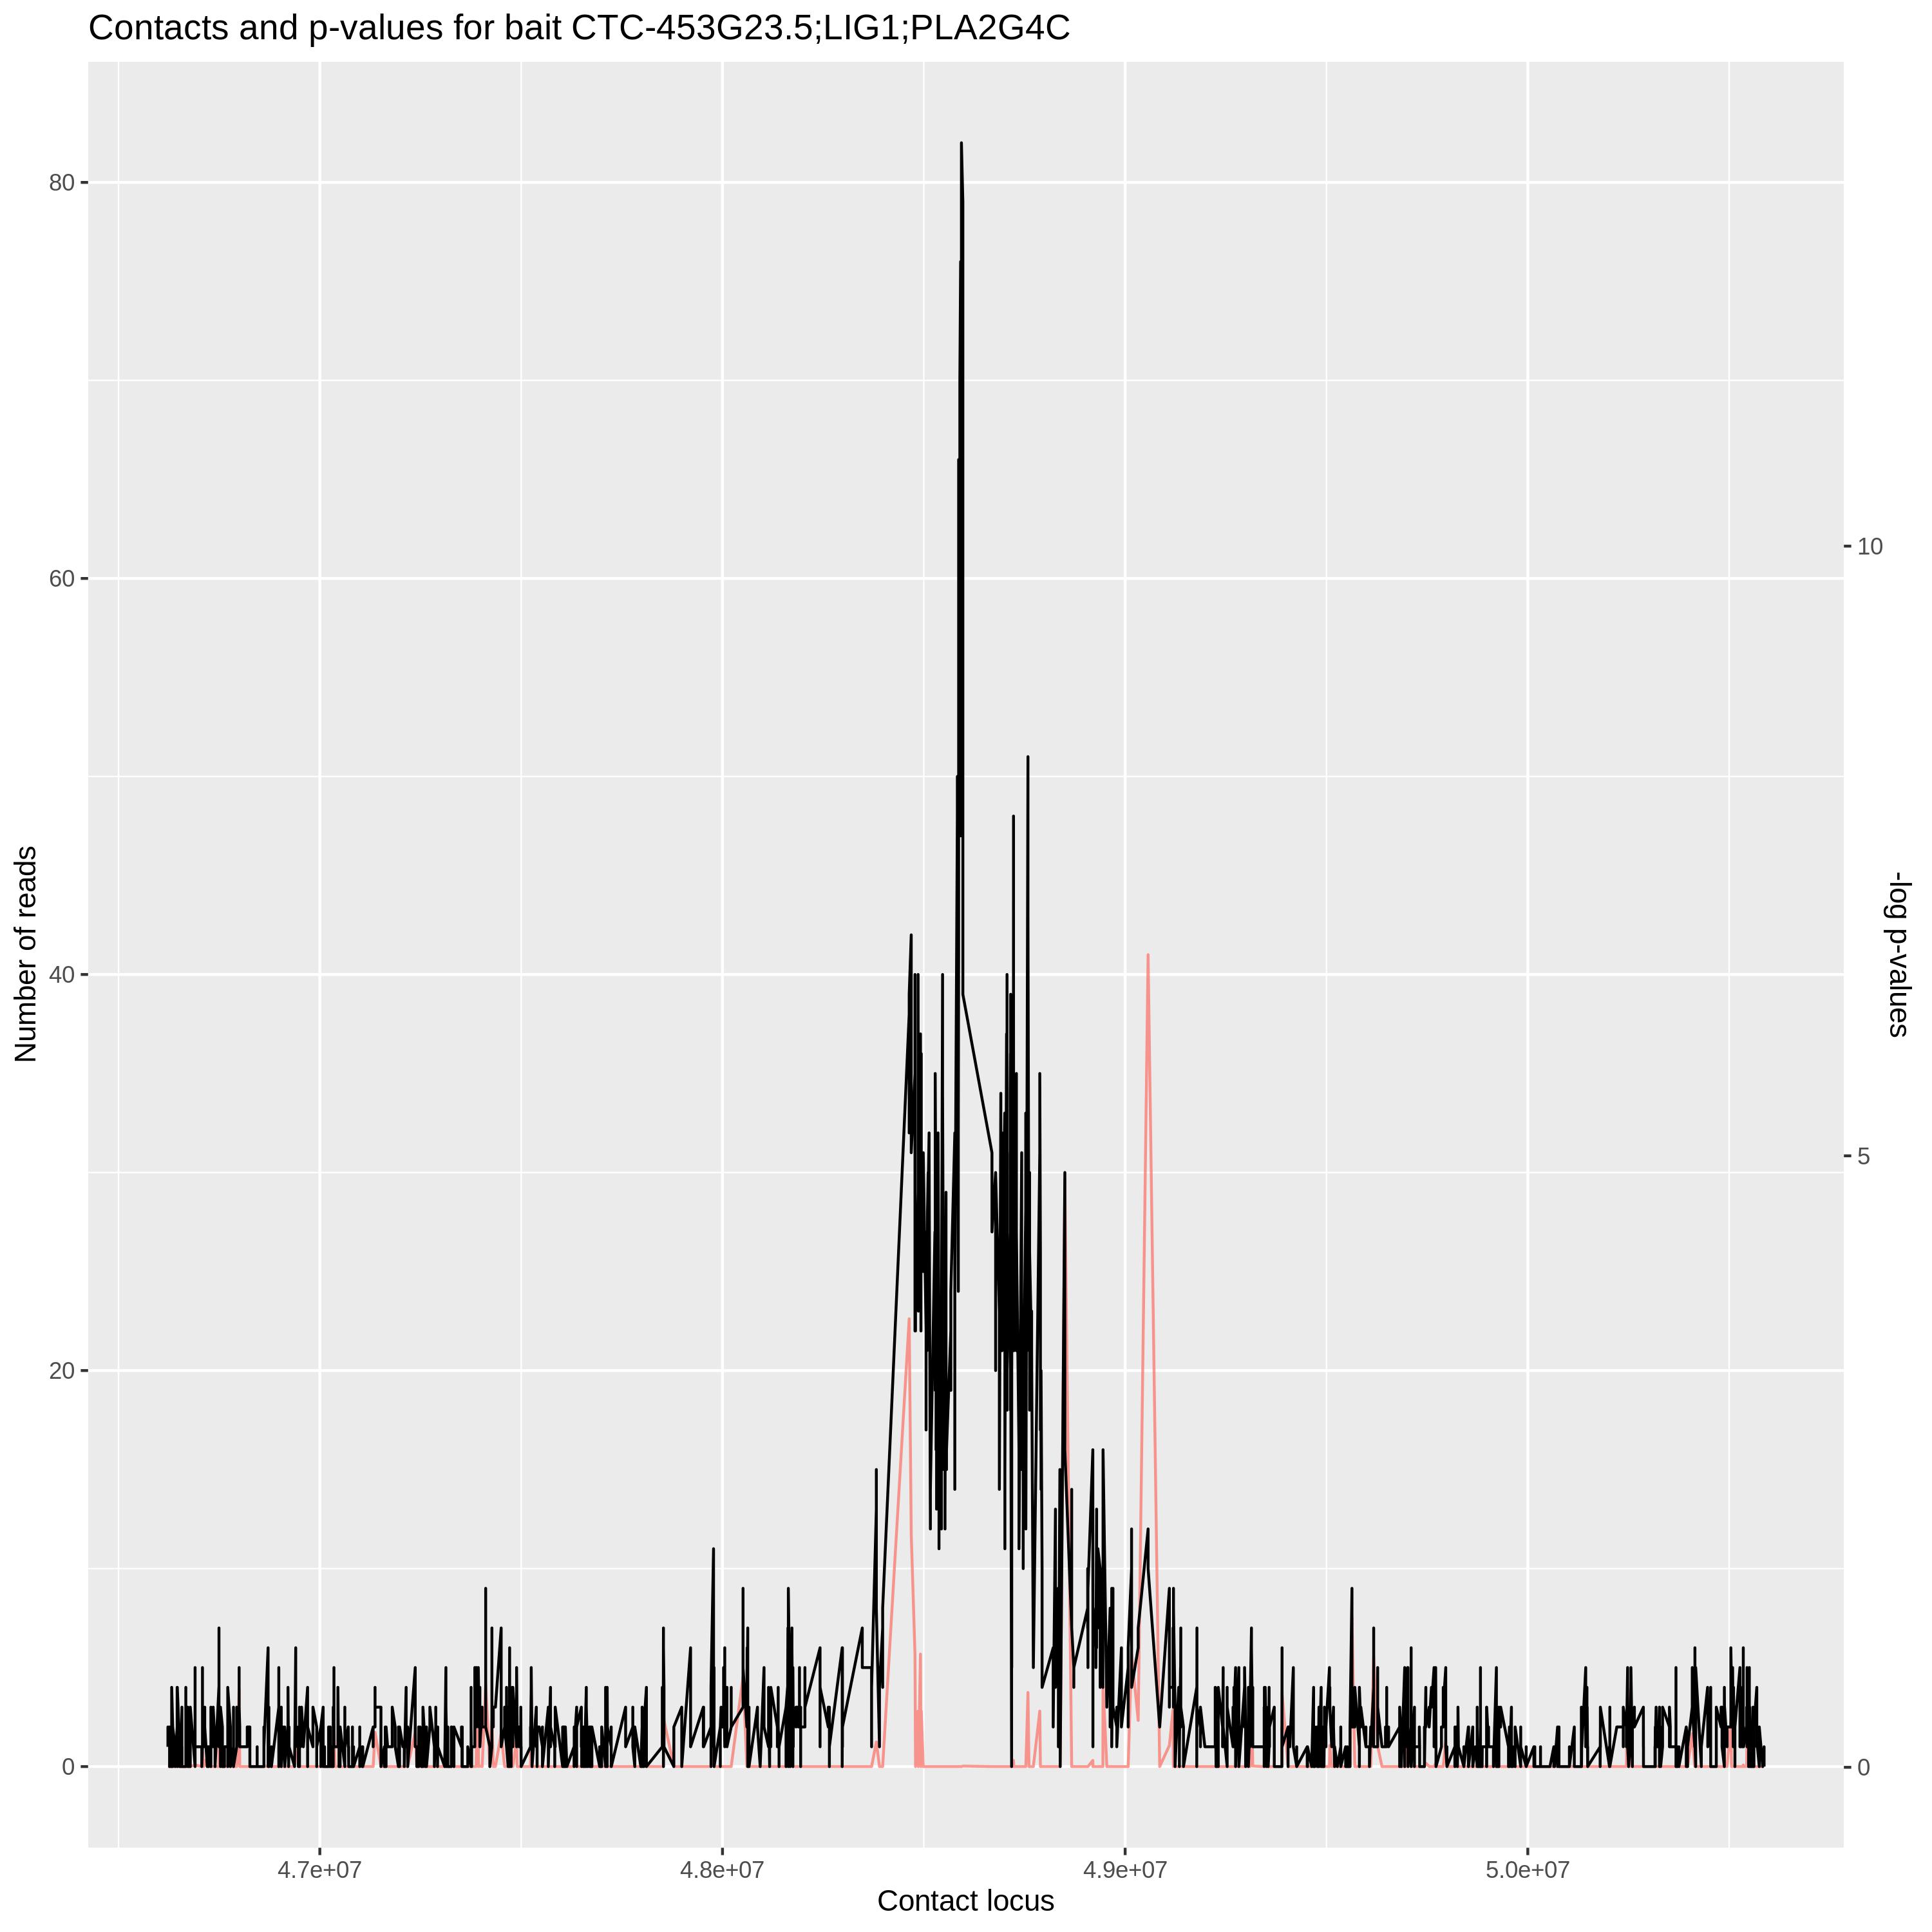 Contacts and p-values for bait CTC-453G23.5;LIG1;PLA2G4C
80
60
40
20
0
Number of reads
10
5
0
-log p-values
4.7e+07
4.8e+07
4.9e+07
5.0e+07
Contact locus